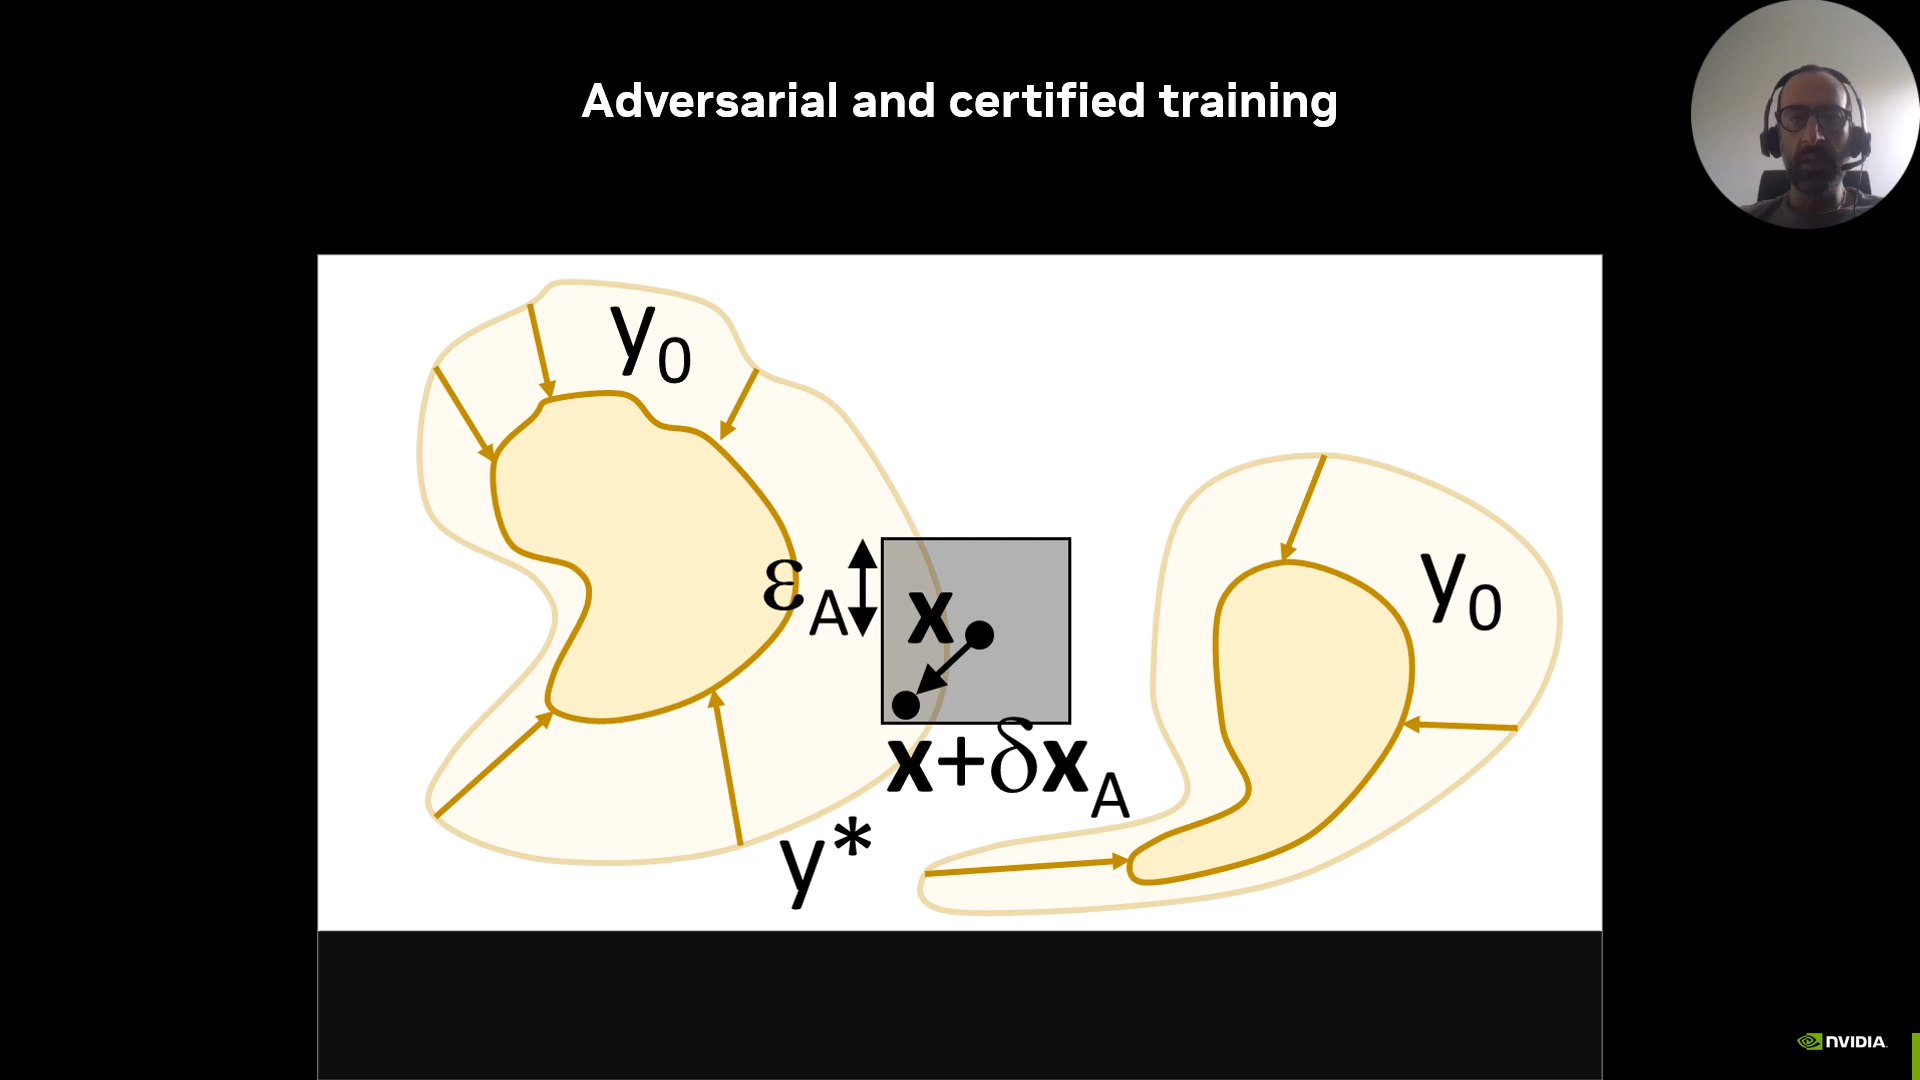 Adversarial and certified training
y₀
εA
x
y₀
x+δxA
y*
NVIDIA